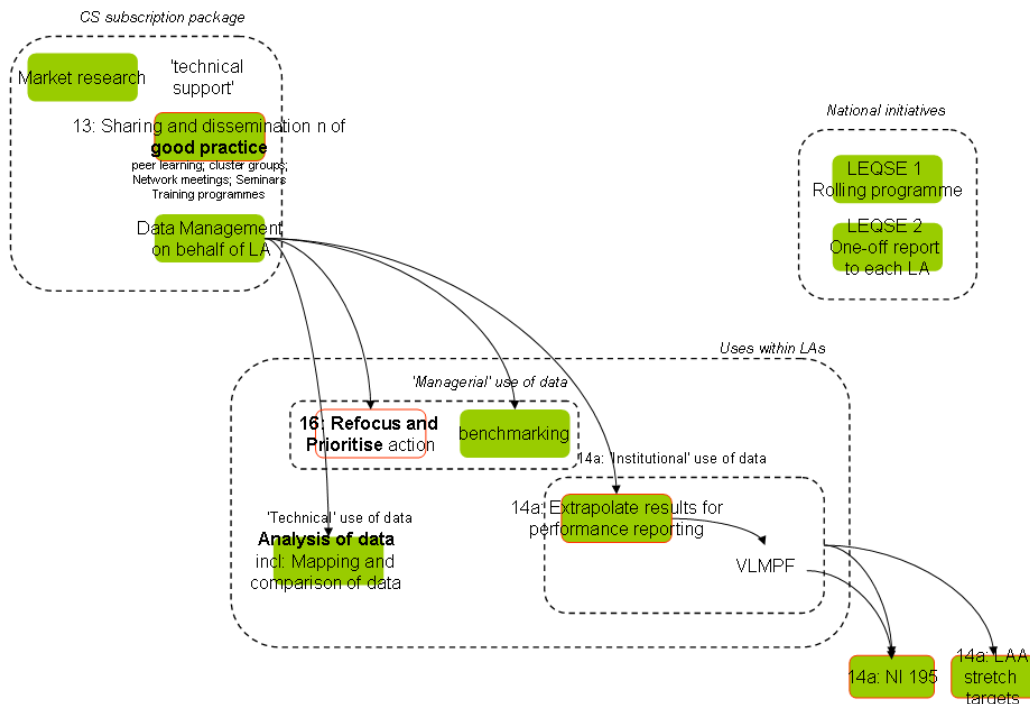 CS subscription package
Market research
'technical
support'
13: Sharing and dissemination n of
good practice
peer learning; cluster groups;
Network meetings; Seminars
Training programmes
Data Management
on behalf of LA
National initiatives
LEQSE 1
Rolling programme
LEQSE 2
One-off report
to each LA
Uses within LAs
'Managerial' use of data
16: Refocus and
Prioritise action
benchmarking
14a: 'Institutional' use of data
14a: Extrapolate results for
performance reporting
VLMPF
'Technical' use of data
Analysis of data
incl: Mapping and
comparison of data
14a: NI 195
14a: LAA
stretch
targets